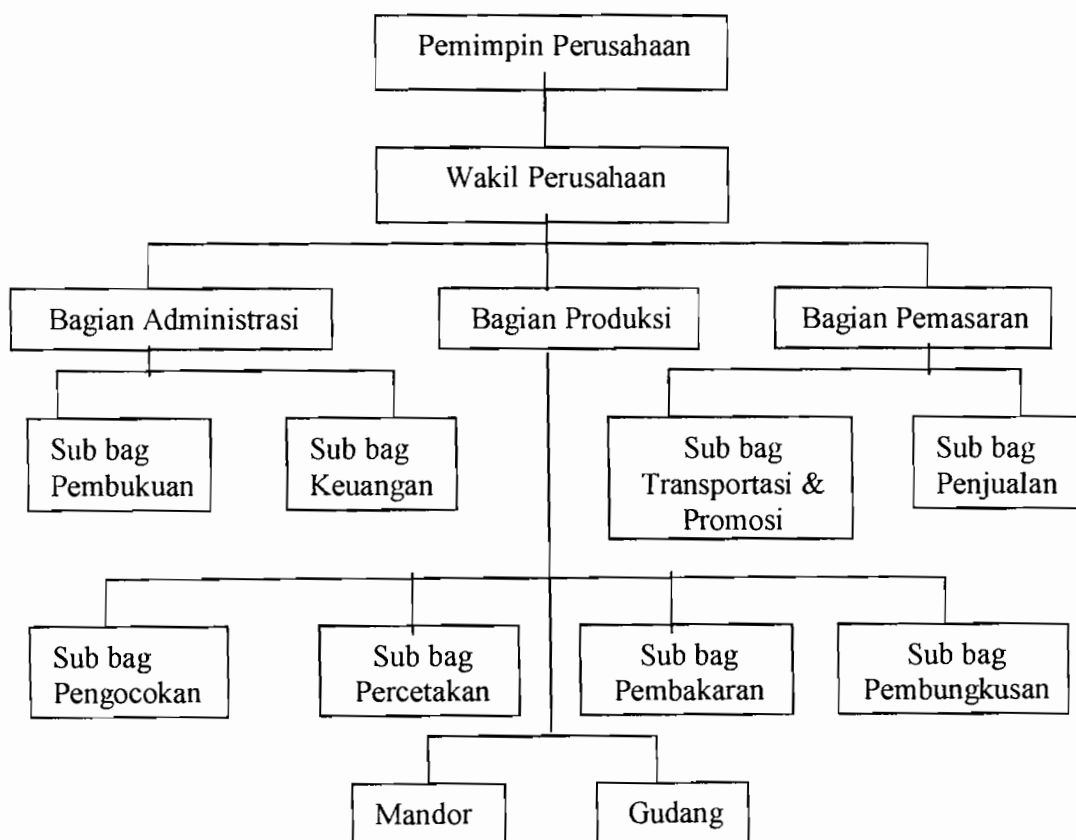 Pemimpin Perusahaan
Wakil Perusahaan
Bagian Administrasi
Bagian Produksi
Bagian Pemasaran
Sub bag
Pembukuan
Sub bag
Keuangan
Sub bag
Transportasi &
Promosi
Sub bag
Penjualan
Sub bag
Pengocokan
Sub bag
Percetakan
Sub bag
Pembakaran
Sub bag
Pembungkusan
Mandor
Gudang